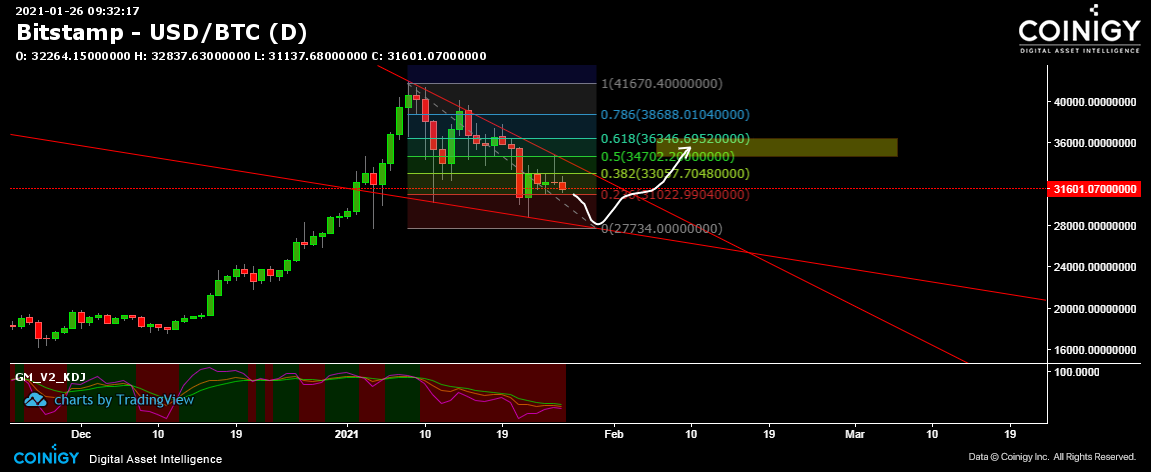 2021-01-26 09:32:17
Bitstamp - USD/BTC (D)
O: 32264.15000000 H: 32837.63000000 L: 31137.68000000 C: 31601.07000000
COINIGY
DIGITAL ASSET INTELLIGENCE
1(41670.40000000)
0.786(38688.01040000)
0.618(36346.69520000)
0.5(34702.20000000)
0.382(33057.70480000)
0.236(31022.99040000)
0(27734.00000000)
40000.00000000
36000.00000000
31601.07000000
28000.00000000
24000.00000000
20000.00000000
16000.00000000
GM_V2_KDJ
100.0000
charts by TradingView
Dec 10 19 2021 10 19 Feb 10 19 Mar 10 19
COINIGY Digital Asset Intelligence
Data © Coinigy Inc. All Rights Reserved.